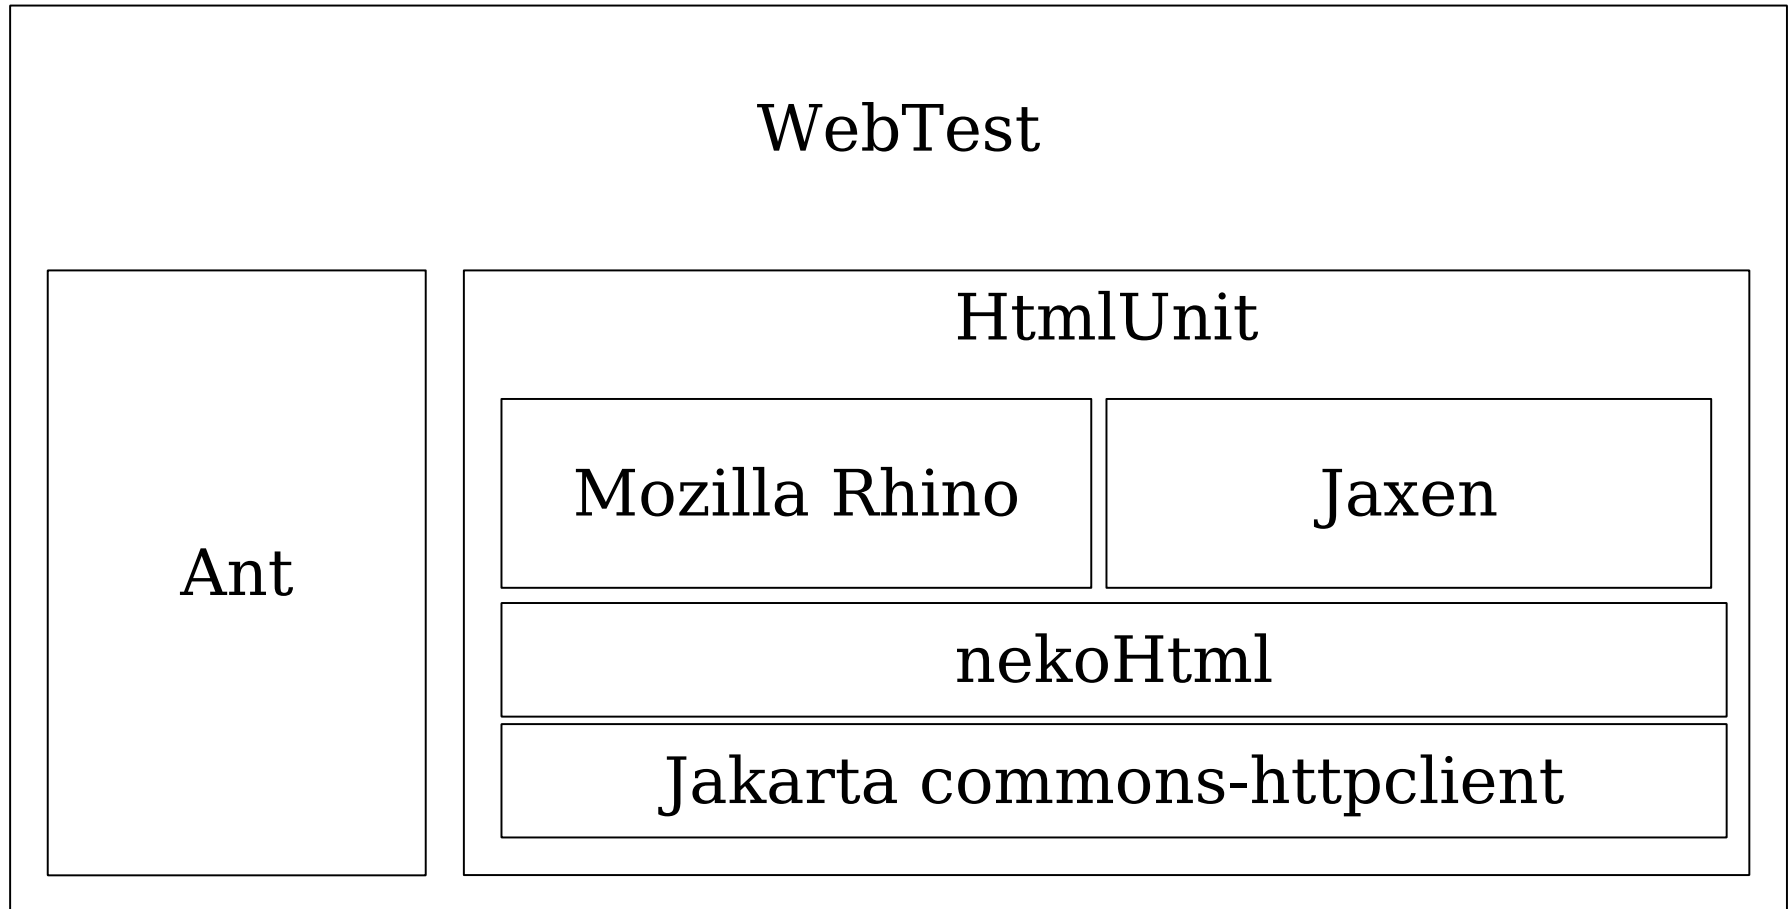 WebTest
Ant
HtmlUnit
Mozilla Rhino
Jaxen
nekoHtml
Jakarta commons-httpclient